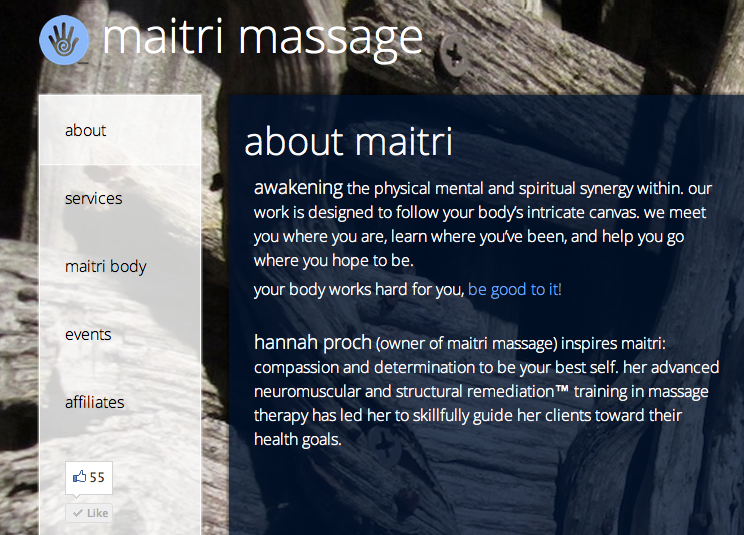 maitri massage
about
services
maitri body
events
affiliates
55
Like
about maitri
awakening the physical mental and spiritual synergy within. our
work is designed to follow your body's intricate canvas. we meet
you where you are, learn where you've been, and help you go
where you hope to be.
your body works hard for you, be good to it!
hannah proch (owner of maitri massage) inspires maitri:
compassion and determination to be your best self. her advanced
neuromuscular and structural remediation™ training in massage
therapy has led her to skillfully guide her clients toward their
health goals.